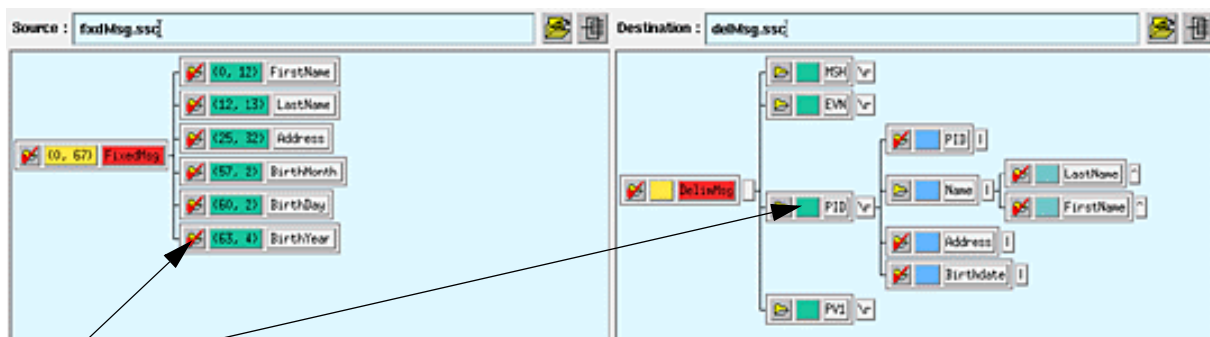 Source : fxdMsg.ssc
Destination : delMsg.ssc
(0, 12) FirstName
(12, 13) LastName
(25, 32) Address
(0, 67) FixedMsg
(57, 2) BirthMonth
(60, 2) BirthDay
(63, 4) BirthYear
MSH \r
EVN \r
PID |
LastName ^
DelimMsg
Name |
PID \r
FirstName ^
Address |
Birthdate |
PV1 \r